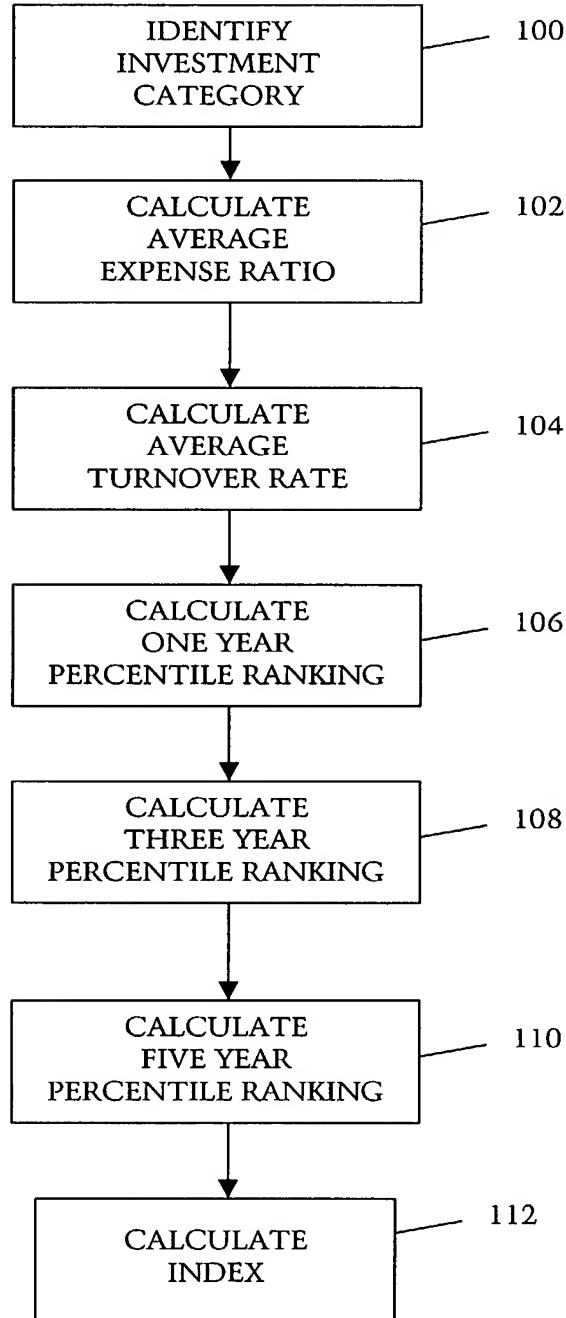 IDENTIFY
INVESTMENT
CATEGORY
100
CALCULATE
AVERAGE
EXPENSE RATIO
102
CALCULATE
AVERAGE
TURNOVER RATE
104
CALCULATE
ONE YEAR
PERCENTILE RANKING
106
CALCULATE
THREE YEAR
PERCENTILE RANKING
108
CALCULATE
FIVE YEAR
PERCENTILE RANKING
110
CALCULATE
INDEX
112